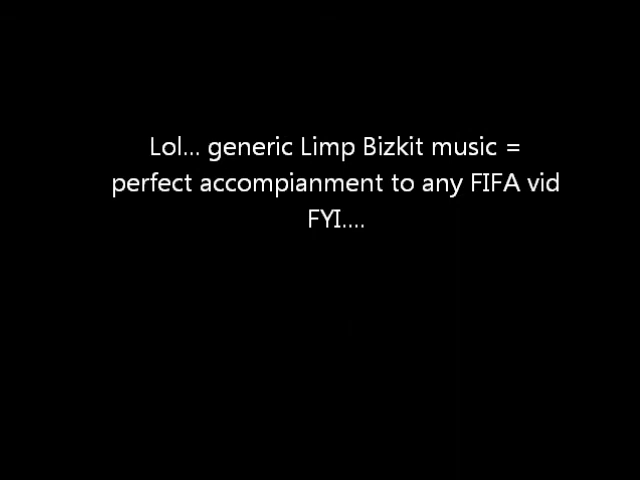 Lol... generic Limp Bizkit music =
perfect accompianment to any FIFA vid
FYI....